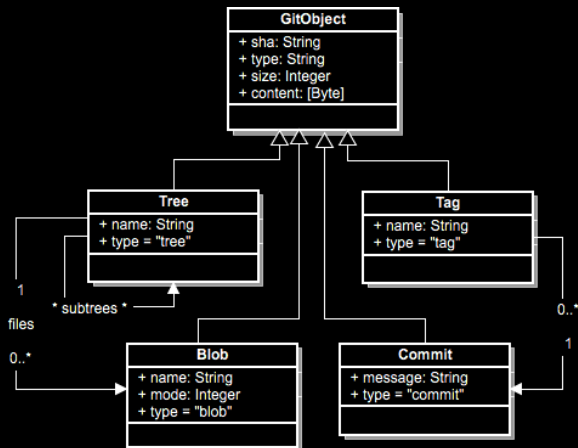 GitObject
+ sha: String
+ type: String
+ size: Integer
+ content: [Byte]
Tree
+ name: String
+ type = "tree"
Tag
+ name: String
+ type = "tag"
1
* subtrees *
files
0..*
0..*
1
Blob
+ name: String
+ mode: Integer
+ type = "blob"
Commit
+ message: String
+ type = "commit"